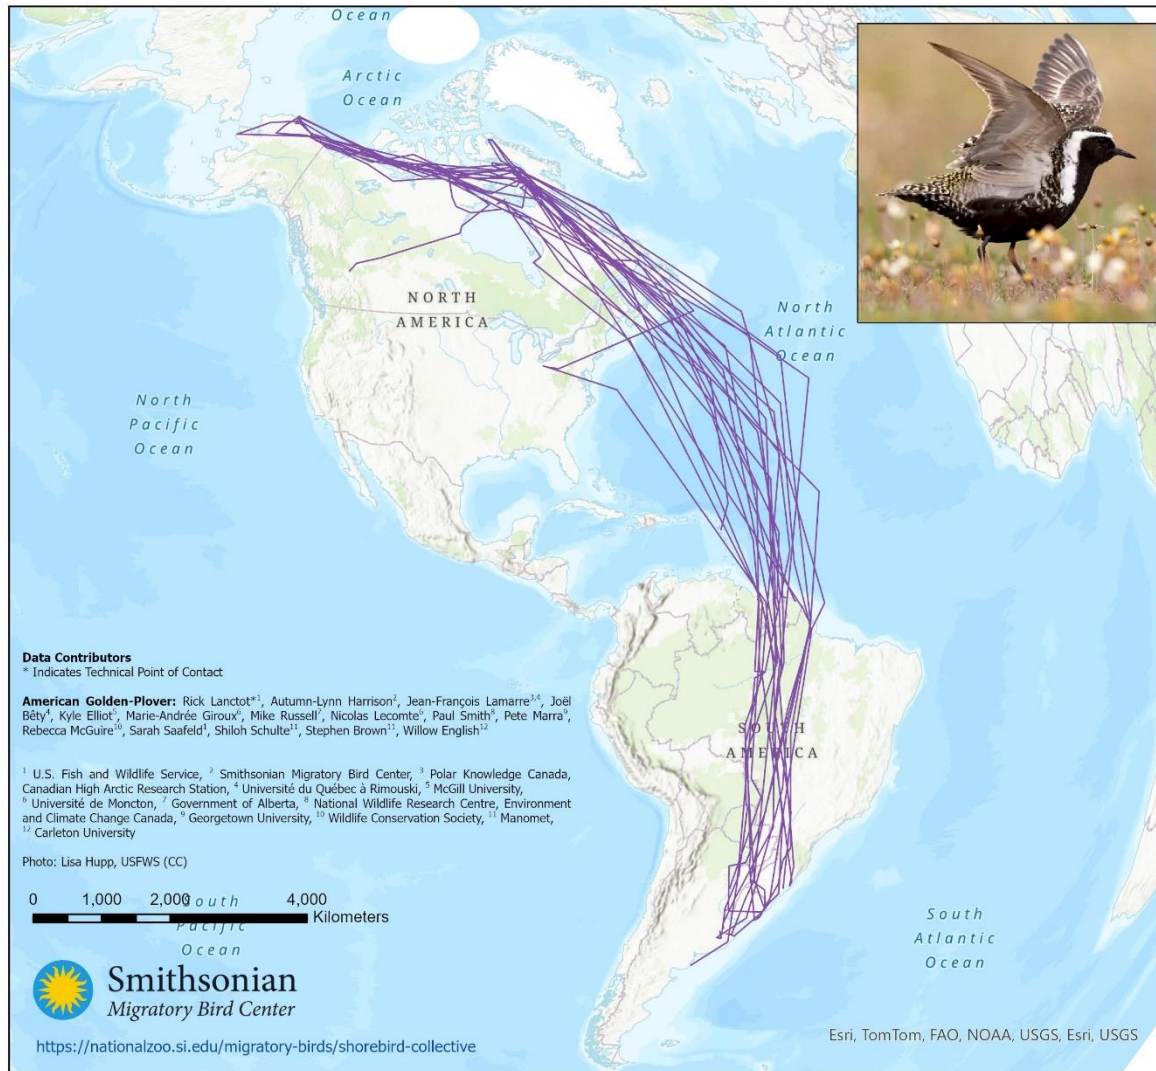 Ocean
Arctic
Ocean
NORTH
AMERICA
North
Atlantic
Ocean
North
Pacific
Ocean
Data Contributors
* Indicates Technical Point of Contact
American Golden-Plover: Rick Lanctot*1, Autumn-Lynn Harrison2, Jean-François Lamarre3,4, Joël
Bêty4, Kyle Elliot5, Marie-Andrée Giroux6, Mike Russell7, Nicolas Lecomte6, Paul Smith8, Pete Marra9,
Rebecca McGuire10, Sarah Saafeld1, Shiloh Schulte11, Stephen Brown11, Willow English12
1 U.S. Fish and Wildlife Service, 2 Smithsonian Migratory Bird Center, 3 Polar Knowledge Canada,
Canadian High Arctic Research Station, 4 Université du Québec à Rimouski, 5 McGill University,
6 Université de Moncton, 7 Government of Alberta, 8 National Wildlife Research Centre, Environment
and Climate Change Canada, 9 Georgetown University, 10 Wildlife Conservation Society, 11 Manomet,
12 Carleton University
Photo: Lisa Hupp, USFWS (CC)
SOUTH
AMERICA
0 1,000 2,000 4,000
Kilometers
South
Pacific
Ocean
South
Atlantic
Ocean
Smithsonian
Migratory Bird Center
https://nationalzoo.si.edu/migratory-birds/shorebird-collective
Esri, TomTom, FAO, NOAA, USGS, Esri, USGS